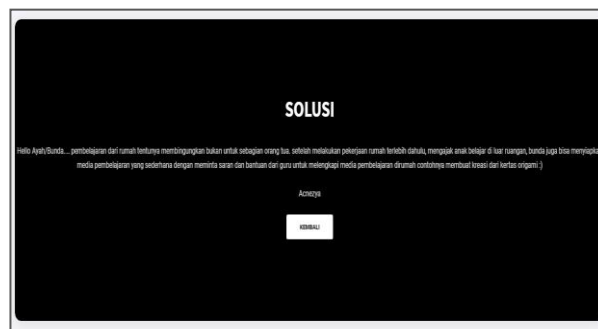 SOLUSI
Hello Ayah/Bunda.... pembelajaran dari rumah tentunya membingungkan bukan untuk sebagian orang tua. setelah melakukan pekerjaan rumah terlebih dahulu, mengajak anak belajar di luar ruangan, bunda juga bisa menyiapka
media pembelajaran yang sederhana dengan meminta saran dan bantuan dari guru untuk melengkapi media pembelajaran dirumah contohnya membuat kreasi dari kertas origami :)
Acnezya
KEMBALI